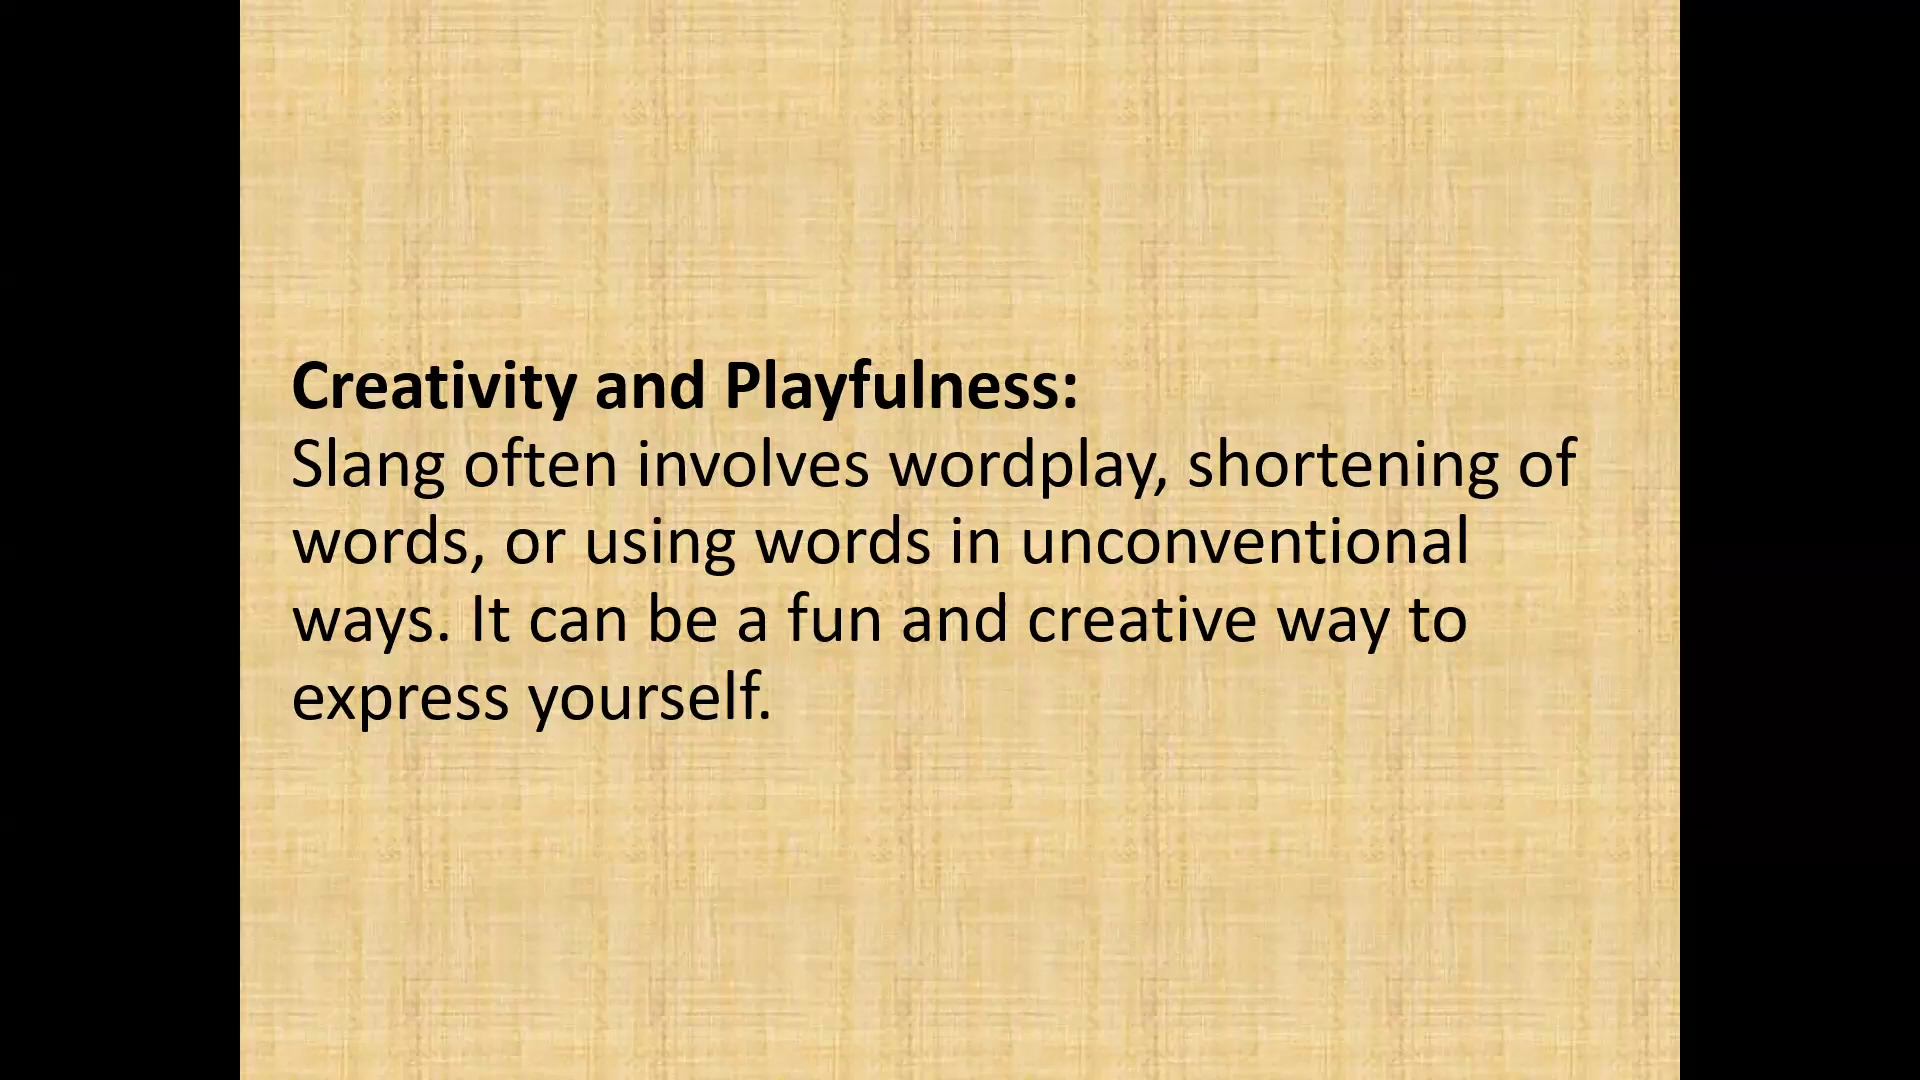 Creativity and Playfulness:
Slang often involves wordplay, shortening of
words, or using words in unconventional
ways. It can be a fun and creative way to
express yourself.